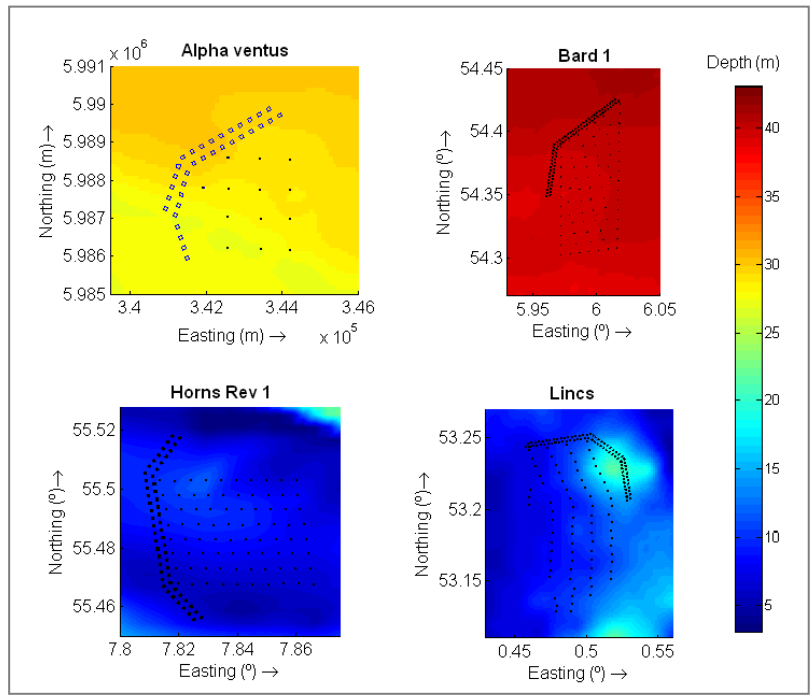 Alpha ventus
x 10⁶
5.991
5.99
5.989
5.988
5.987
5.986
5.985
Northing (m) →
3.4
3.42
3.44
3.46
Easting (m) →
x 10⁵
Bard 1
54.45
54.4
54.35
54.3
Northing (º) →
5.95
6
6.05
Easting (º) →
Depth (m)
40
35
30
25
20
15
10
5
Horns Rev 1
55.52
55.5
55.48
55.46
Northing (º) →
7.8
7.82
7.84
7.86
Easting (º) →
Lincs
53.25
53.2
53.15
Northing (º) →
0.45
0.5
0.55
Easting (º) →